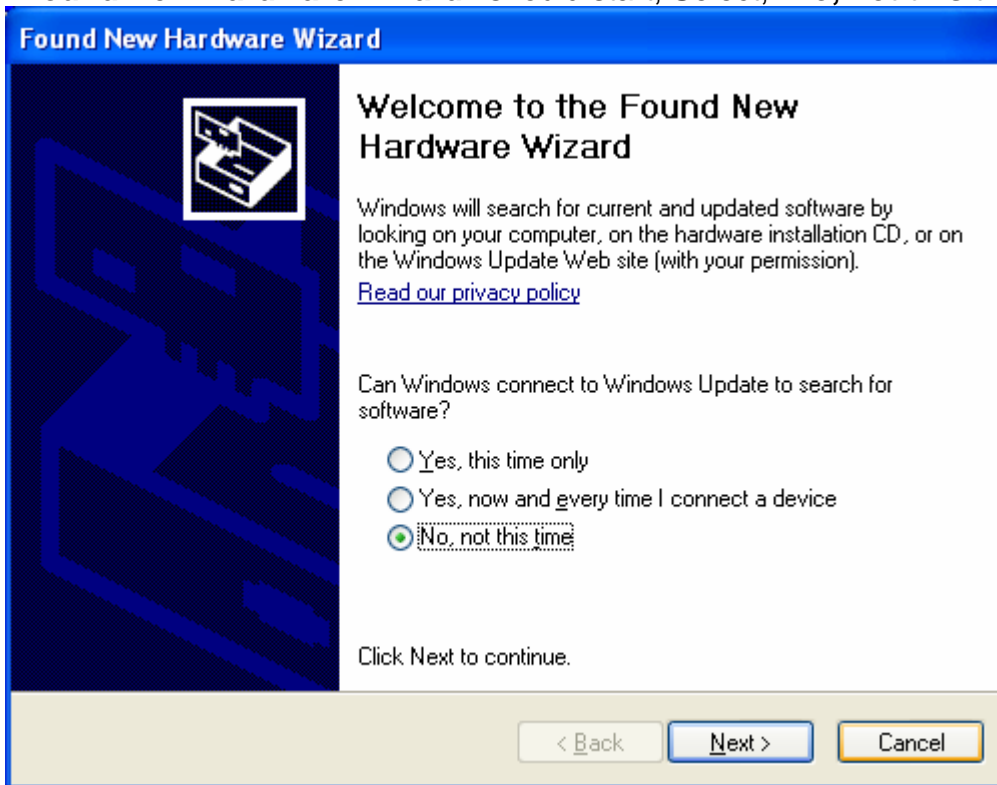 Found New Hardware Wizard
Welcome to the Found New
Hardware Wizard
Windows will search for current and updated software by
looking on your computer, on the hardware installation CD, or on
the Windows Update Web site (with your permission).
Read our privacy policy
Can Windows connect to Windows Update to search for
software?
Yes, this time only
Yes, now and every time I connect a device
No, not this time
Click Next to continue.
< Back
Next >
Cancel